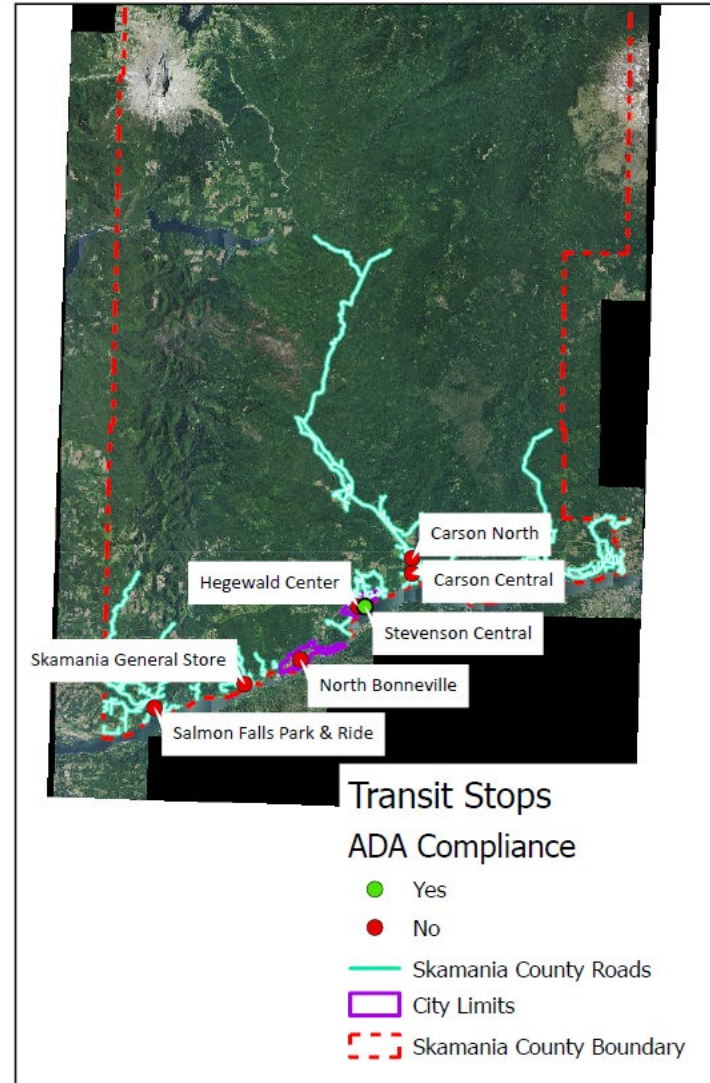 Carson North
Carson Central
Hegewald Center
Stevenson Central
Skamania General Store
North Bonneville
Salmon Falls Park & Ride
Transit Stops
ADA Compliance
Yes
No
Skamania County Roads
City Limits
Skamania County Boundary